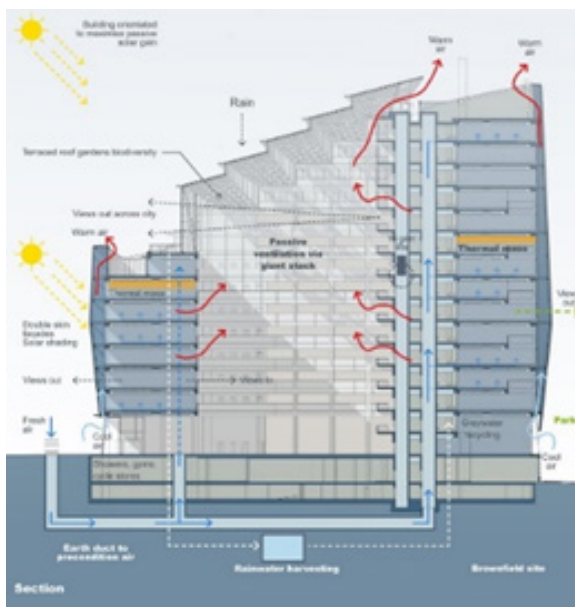 Building orientated
to maximise passive
solar gain
Warm
air
Warm
air
Rain
Terraced roof gardens biodiversity
Views out across city
Warm air
Passive
ventilation via
giant stack
Thermal mass
Thermal mass
Double skin
facades
Solar shading
Views
out
Views out
Views in
Fresh
air
Cool
air
Greywater
recycling
Park
Cool
air
Showers, gyms,
cycle stores
Earth duct to
precondition air
Rainwater harvesting
Brownfield site
Section